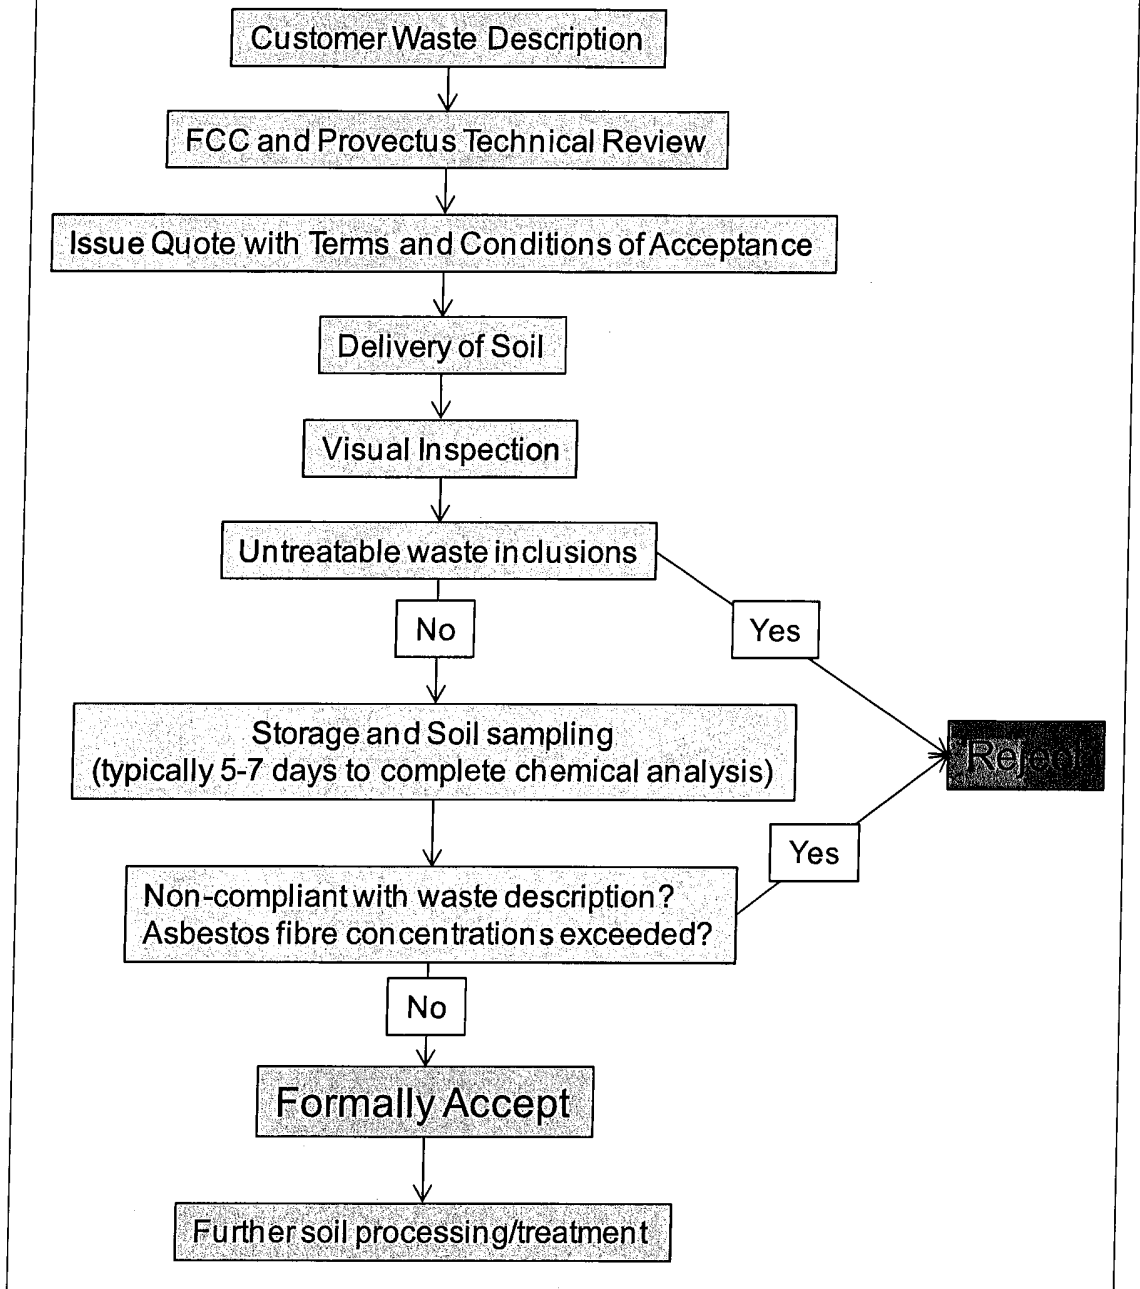 Customer Waste Description
FCC and Provectus Technical Review
Issue Quote with Terms and Conditions of Acceptance
Delivery of Soil
Visual Inspection
Untreatable waste inclusions
No
Yes
Storage and Soil sampling
(typically 5-7 days to complete chemical analysis)
Reject
Yes
Non-compliant with waste description?
Asbestos fibre concentrations exceeded?
No
Formally Accept
Further soil processing/treatment